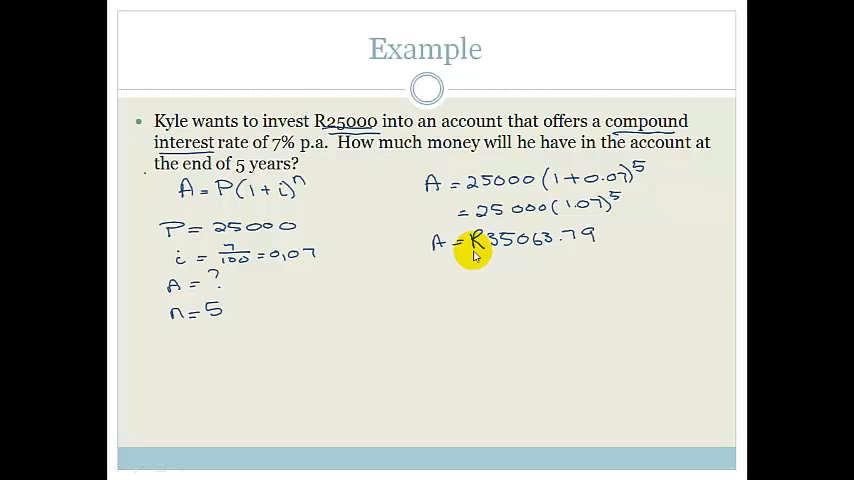 Example
Kyle wants to invest R25000 into an account that offers a compound
interest rate of 7% p.a. How much money will he have in the account at
the end of 5 years?
A = P(1 + i)^n
P = 25000
i = 7/100 = 0,07
A = ?
n = 5
A = 25000 (1 + 0.07)^5
= 25 000 (1.07)^5
A = R35063.79